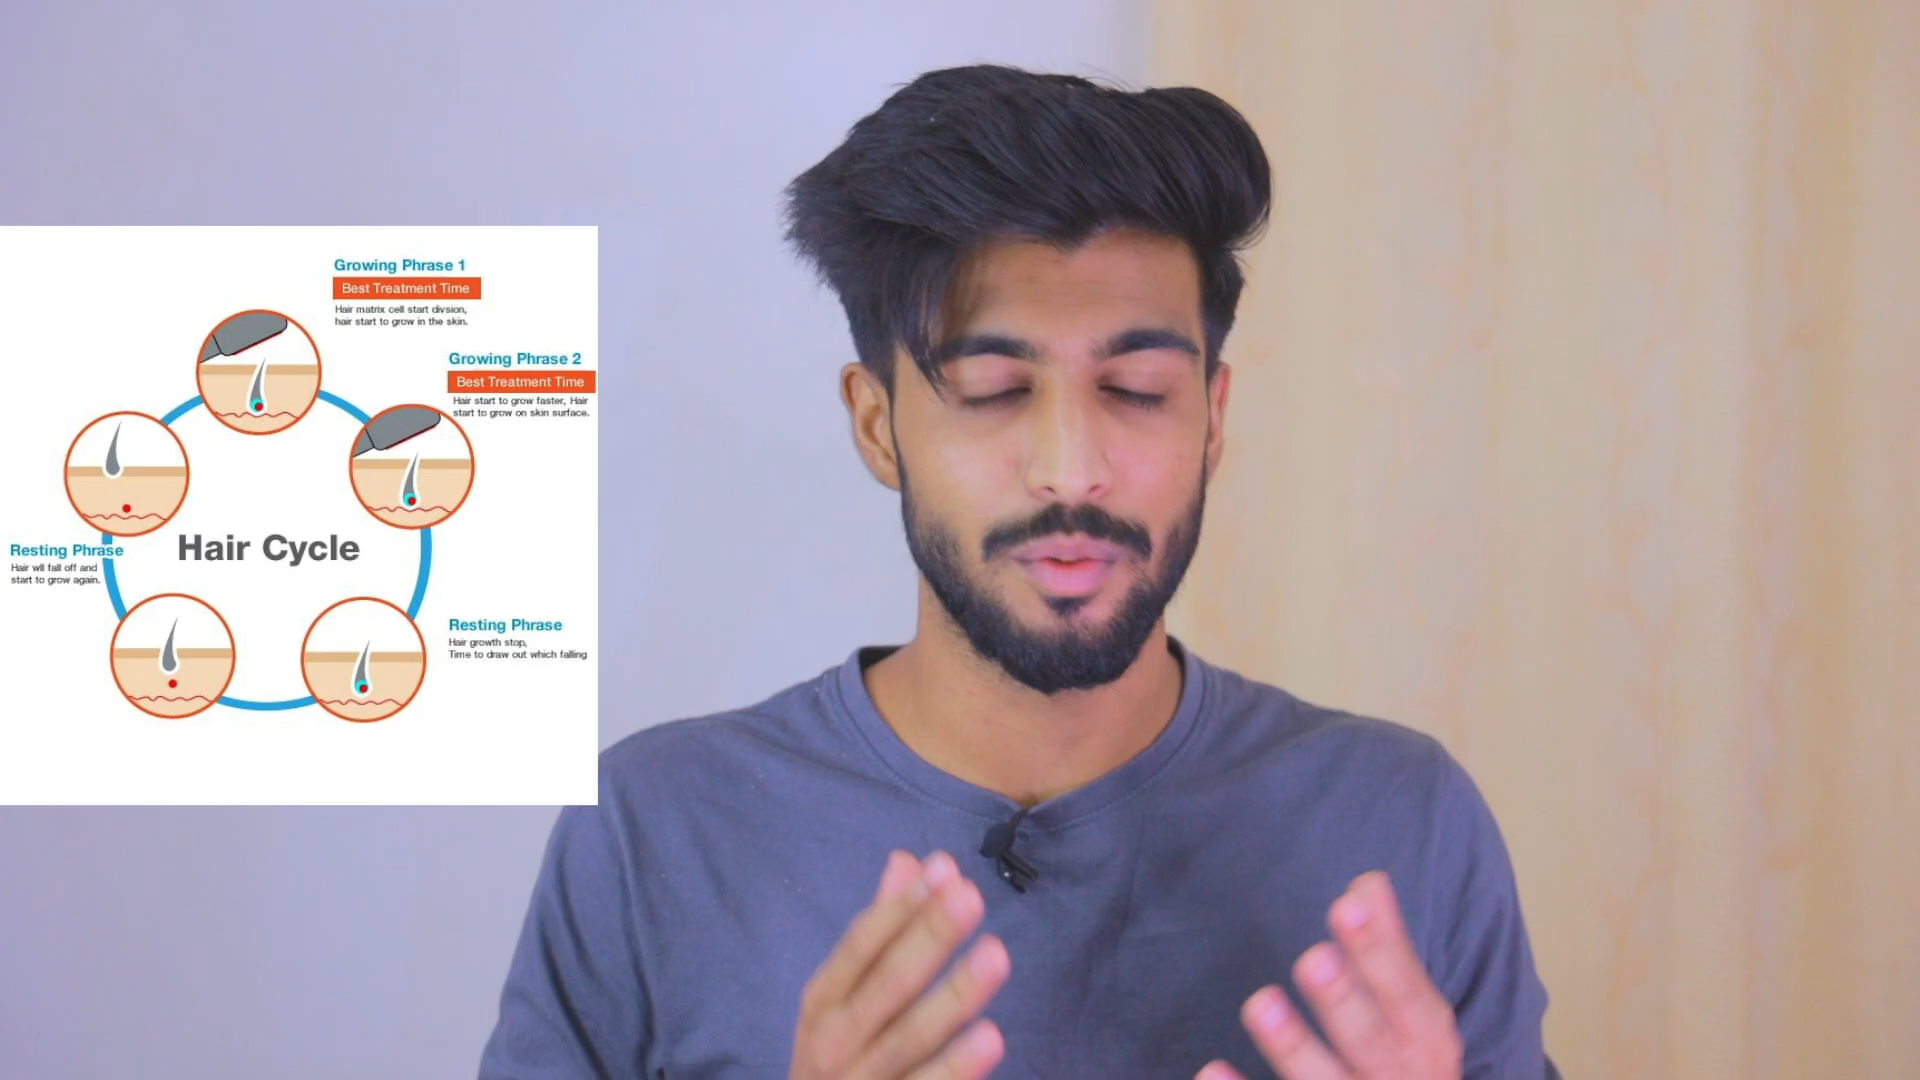 Growing Phrase 1
Best Treatment Time
Hair matrix cell start divsion,
hair start to grow in the skin.
Growing Phrase 2
Best Treatment Time
Hair start to grow faster, Hair
start to grow on skin surface.
Hair Cycle
Resting Phrase
Hair wll fall off and
start to grow again.
Resting Phrase
Hair growth stop,
Time to draw out which falling